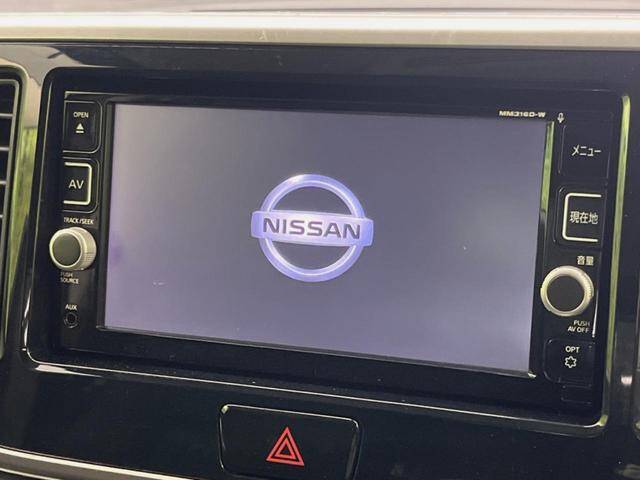 OPEN
AV
TRACK/SEEK
PUSH
SOURCE
AUX
NISSAN
MM316D-W
メニュー
現在地
音量
PUSH
AV OFF
OPT